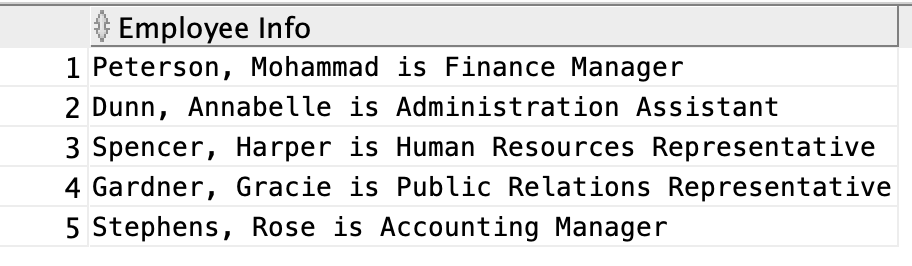 Employee Info
1 Peterson, Mohammad is Finance Manager
2 Dunn, Annabelle is Administration Assistant
3 Spencer, Harper is Human Resources Representative
4 Gardner, Gracie is Public Relations Representative
5 Stephens, Rose is Accounting Manager